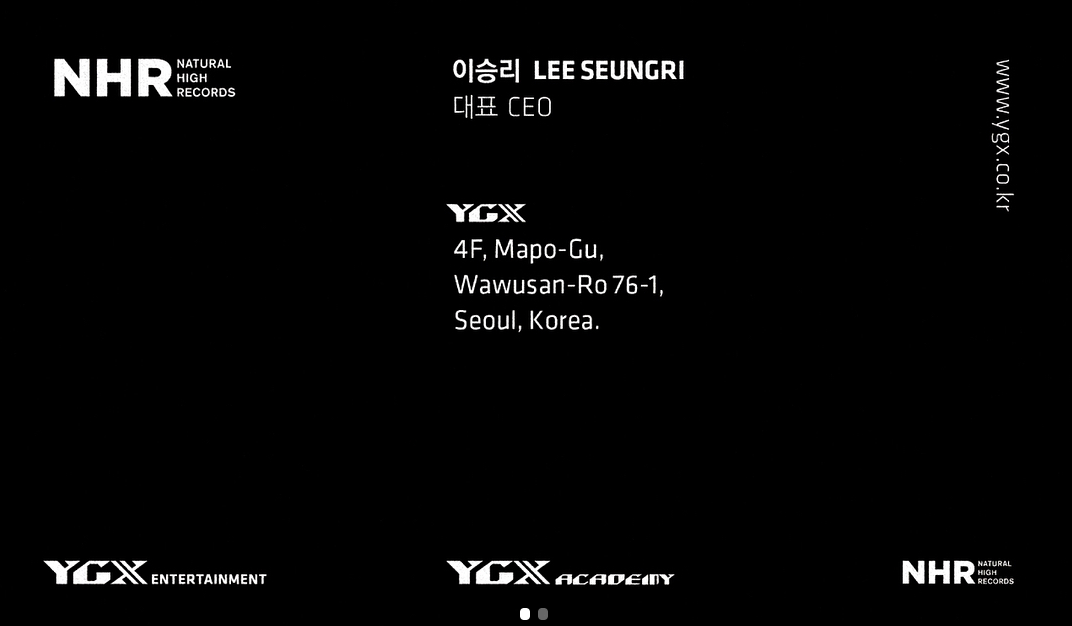 NHR NATURAL
HIGH
RECORDS
이승리 LEE SEUNGRI
대표 CEO
www.ygx.co.kr
YGX
4F, Mapo-Gu,
Wawusan-Ro 76-1,
Seoul, Korea.
YGX ENTERTAINMENT
YGX ACADEMY
NHR NATURAL
HIGH
RECORDS